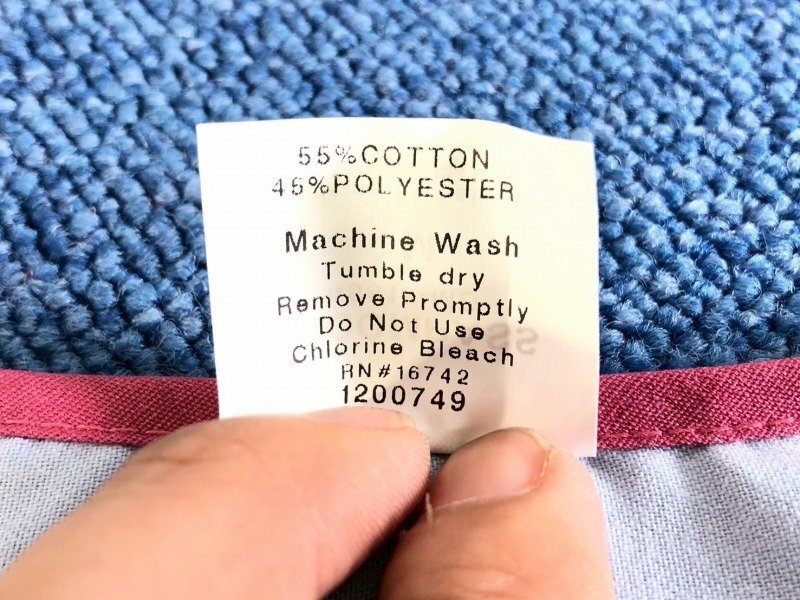 55%COTTON
45%POLYESTER
Machine Wash
Tumble dry
Remove Promptly
Do Not Use
Chlorine Bleach
RN#16742
1200749